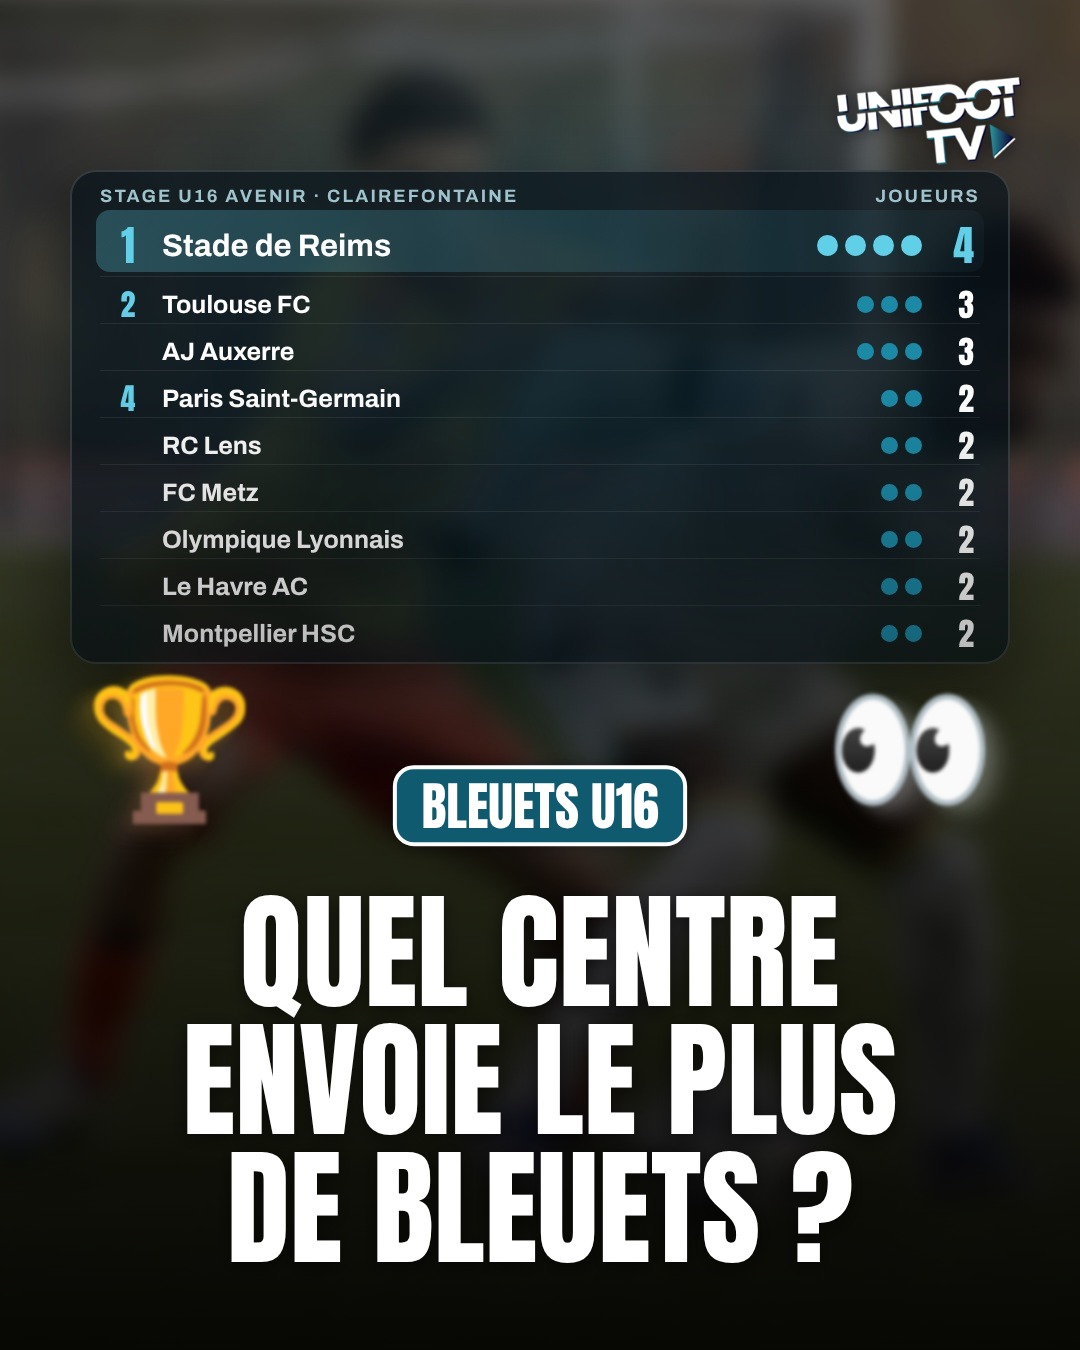 UNIFOOT
TV
STAGE U16 AVENIR · CLAIREFONTAINE JOUEURS
1 Stade de Reims 4
2 Toulouse FC 3
AJ Auxerre 3
4 Paris Saint-Germain 2
RC Lens 2
FC Metz 2
Olympique Lyonnais 2
Le Havre AC 2
Montpellier HSC 2
BLEUETS U16
QUEL CENTRE
ENVOIE LE PLUS
DE BLEUETS ?